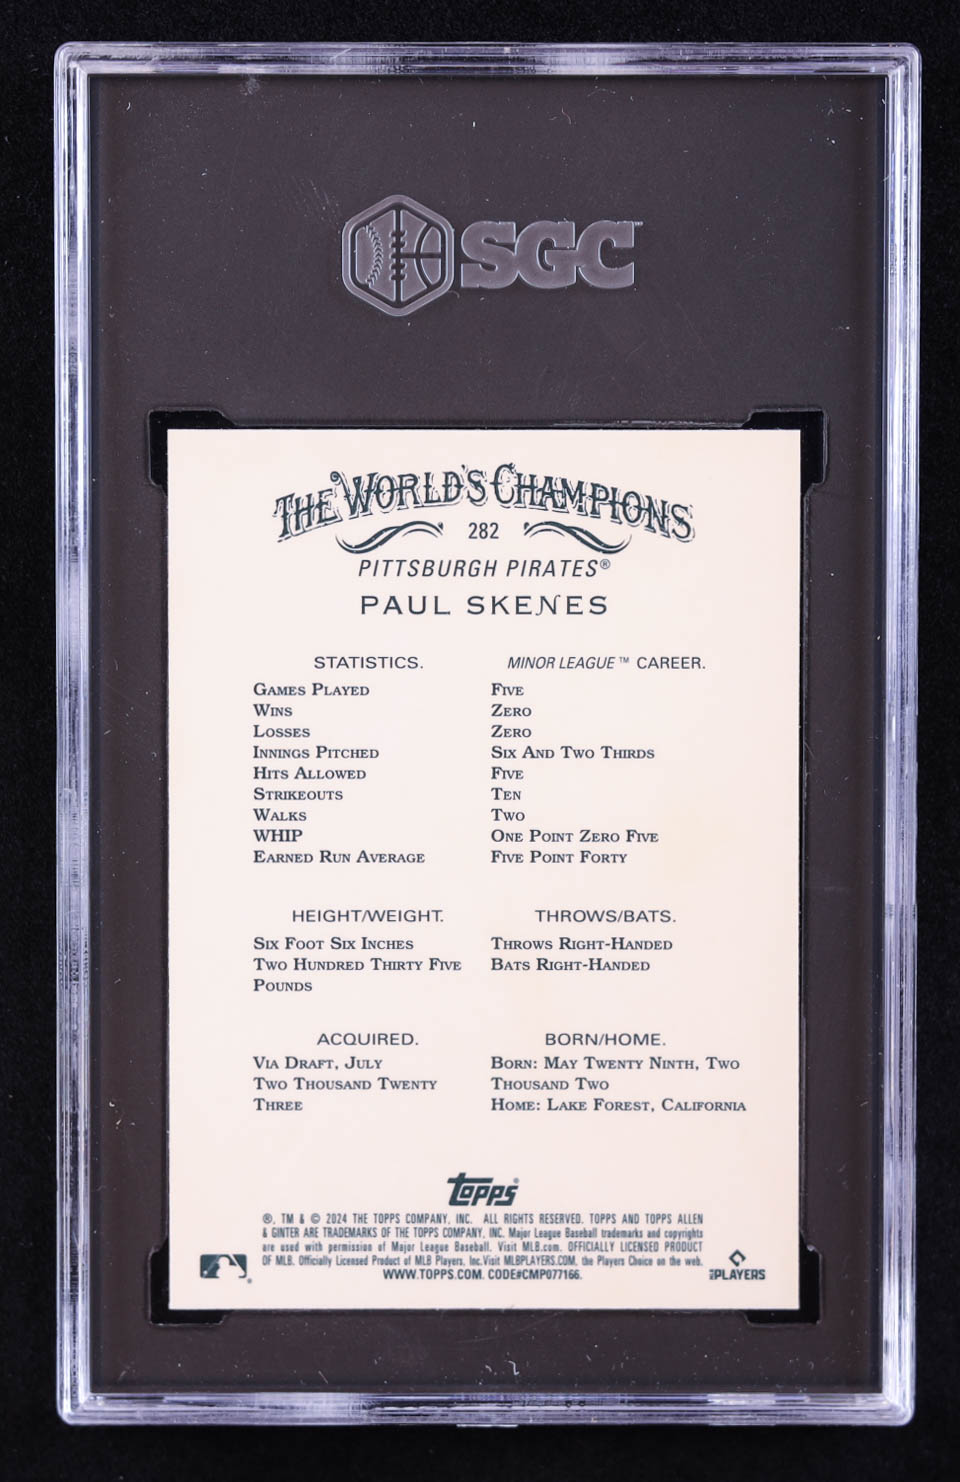 SGC
THE WORLD'S CHAMPIONS
282
PITTSBURGH PIRATES®
PAUL SKENES
STATISTICS. MINOR LEAGUE™ CAREER.
GAMES PLAYED FIVE
WINS ZERO
LOSSES ZERO
INNINGS PITCHED SIX AND TWO THIRDS
HITS ALLOWED FIVE
STRIKEOUTS TEN
WALKS TWO
WHIP ONE POINT ZERO FIVE
EARNED RUN AVERAGE FIVE POINT FORTY
HEIGHT/WEIGHT.
SIX FOOT SIX INCHES
TWO HUNDRED THIRTY FIVE
POUNDS
THROWS/BATS.
THROWS RIGHT-HANDED
BATS RIGHT-HANDED
ACQUIRED.
VIA DRAFT, JULY
TWO THOUSAND TWENTY
THREE
BORN/HOME.
BORN: MAY TWENTY NINTH, TWO
THOUSAND TWO
HOME: LAKE FOREST, CALIFORNIA
topps®
®, TM & © 2024 THE TOPPS COMPANY, INC. ALL RIGHTS RESERVED. TOPPS AND TOPPS ALLEN
& GINTER ARE TRADEMARKS OF THE TOPPS COMPANY, INC. Major League Baseball trademarks and copyrights
are used with permission of Major League Baseball. Visit MLB.com. OFFICIALLY LICENSED PRODUCT
OF MLB. Officially Licensed Product of MLB Players, Inc.Visit MLBPLAYERS.COM, the Players Choice on the web.
WWW.TOPPS.COM. CODE#CMP077166.
PLAYERS